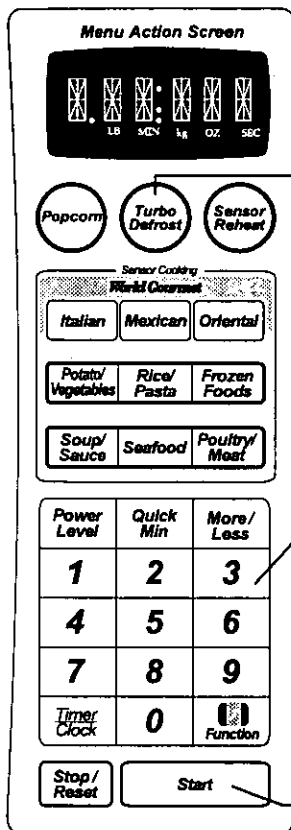 Menu Action Screen
LB MIN kg OZ SEC
Popcorn Turbo Defrost Sensor Reheat
Sensor Cooking
World Gourmet
Italian Mexican Oriental
Potato/ Vegetables Rice/ Pasta Frozen Foods
Soup/ Sauce Seafood Poultry/ Meat
Power Level Quick Min More/ Less
1 2 3
4 5 6
7 8 9
Timer Clock 0 Function
Stop/ Reset Start